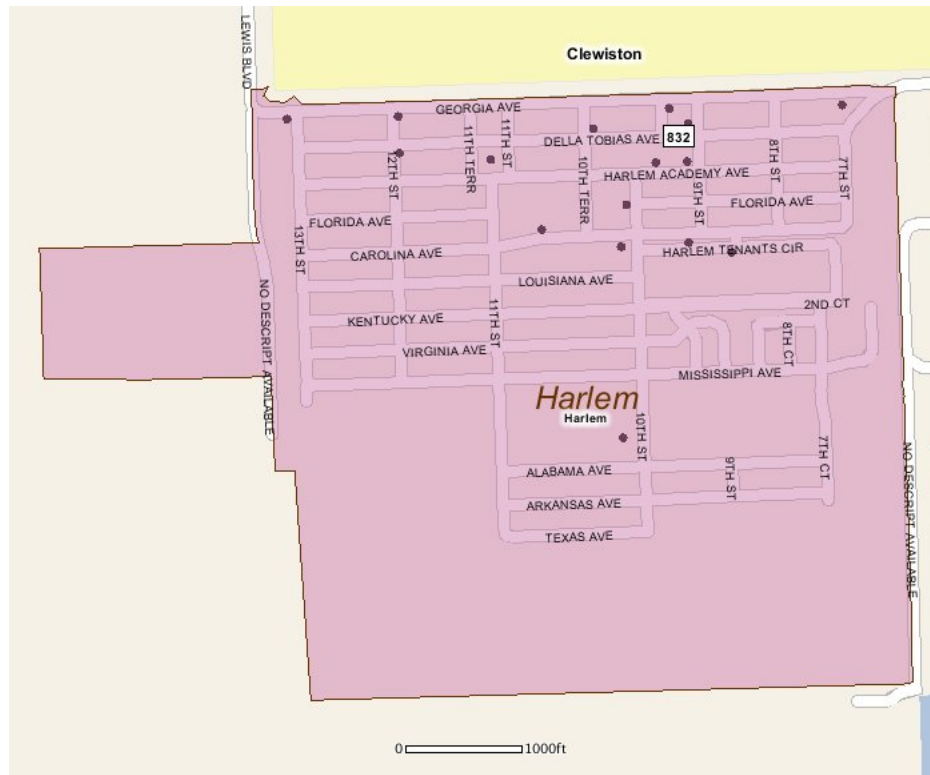 LEWIS BLVD
Clewiston
GEORGIA AVE
832
DELLA TOBIAS AVE
11TH TERR
11TH ST
12TH ST
10TH TERR
HARLEM ACADEMY AVE
8TH ST
7TH ST
9TH ST
FLORIDA AVE
FLORIDA AVE
13TH ST
CAROLINA AVE
HARLEM TENANTS CIR
LOUISIANA AVE
NO DESCRIPT AVAILABLE
11TH ST
2ND CT
KENTUCKY AVE
8TH CT
VIRGINIA AVE
MISSISSIPPI AVE
Harlem
Harlem
10TH ST
7TH CT
NO DESCRIPT AVAILABLE
ALABAMA AVE
9TH ST
ARKANSAS AVE
TEXAS AVE
0 1000ft